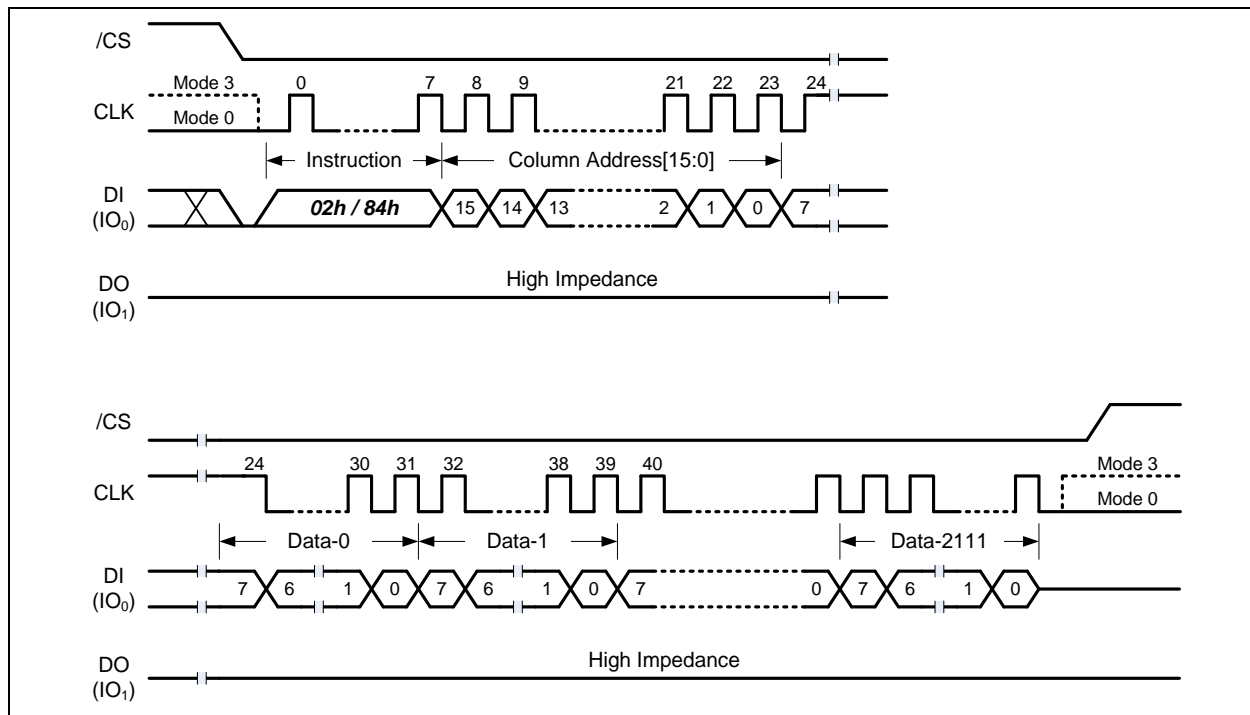 /CS
Mode 3 0 7 8 9 21 22 23 24
CLK
Mode 0
Instruction Column Address[15:0]
DI
(IO₀)
02h / 84h 15 14 13 2 1 0 7
High Impedance
DO
(IO₁)
/CS
24 30 31 32 38 39 40 Mode 3
CLK
Mode 0
Data-0 Data-1 Data-2111
DI
(IO₀)
7 6 1 0 7 6 1 0 7 0 7 6 1 0
High Impedance
DO
(IO₁)